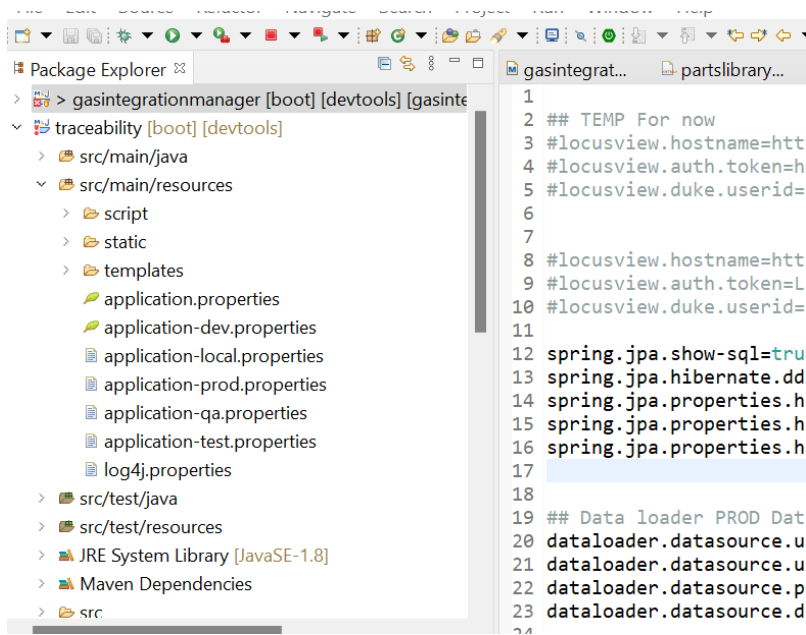 Package Explorer
> gasintegrationmanager [boot] [devtools] [gasinte
traceability [boot] [devtools]
src/main/java
src/main/resources
script
static
templates
application.properties
application-dev.properties
application-local.properties
application-prod.properties
application-qa.properties
application-test.properties
log4j.properties
src/test/java
src/test/resources
JRE System Library [JavaSE-1.8]
Maven Dependencies
src
gasintegrat...
partslibrary...
1
2 ## TEMP For now
3 #locusview.hostname=htt
4 #locusview.auth.token=h
5 #locusview.duke.userid=
6
7
8 #locusview.hostname=htt
9 #locusview.auth.token=L
10 #locusview.duke.userid=
11
12 spring.jpa.show-sql=tru
13 spring.jpa.hibernate.dd
14 spring.jpa.properties.h
15 spring.jpa.properties.h
16 spring.jpa.properties.h
17
18
19 ## Data loader PROD Dat
20 dataloader.datasource.u
21 dataloader.datasource.u
22 dataloader.datasource.p
23 dataloader.datasource.d